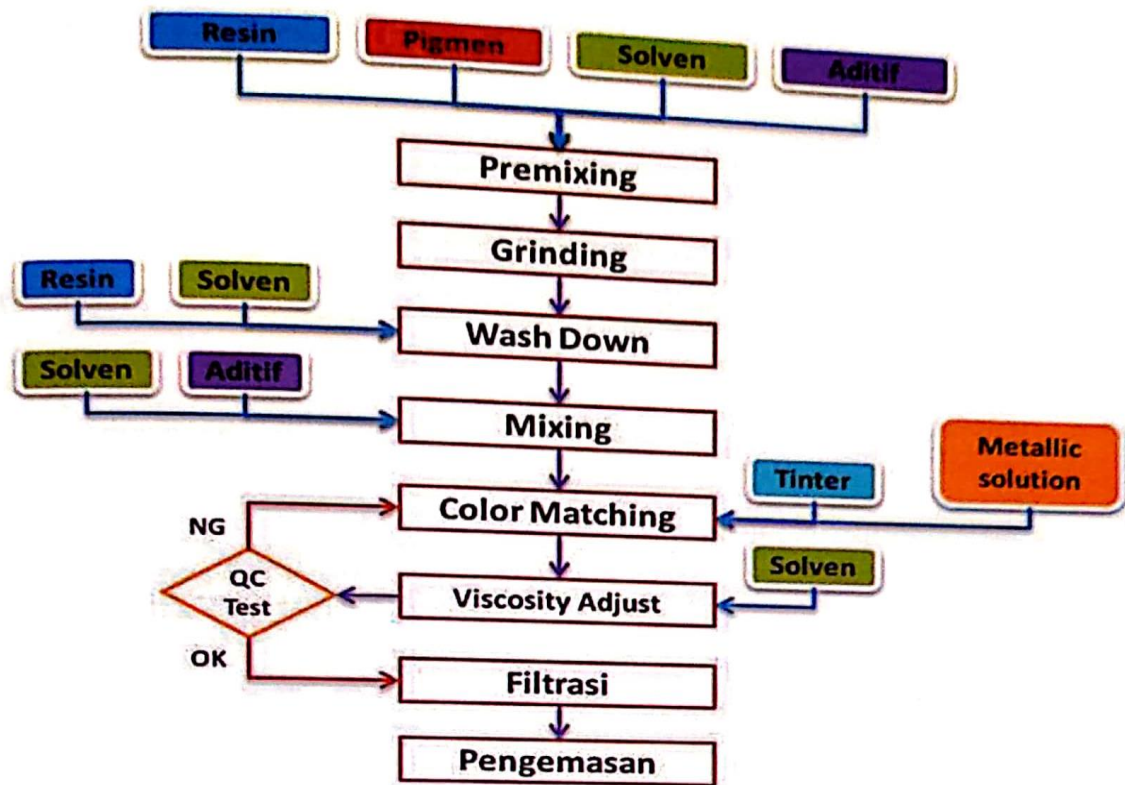 Resin
Pigmen
Solven
Aditif
Premixing
Grinding
Resin
Solven
Wash Down
Solven
Aditif
Mixing
Metallic
solution
Tinter
Color Matching
NG
Solven
QC
Test
Viscosity Adjust
OK
Filtrasi
Pengemasan